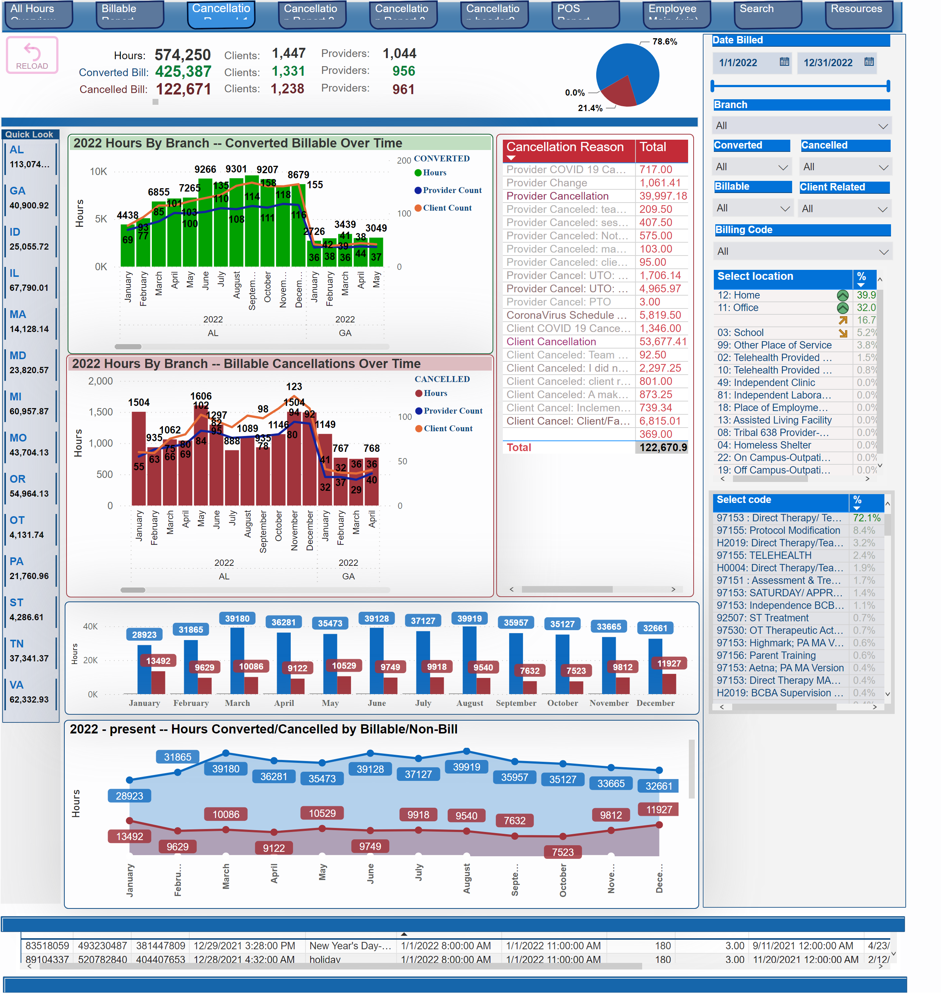 All Hours
Billable
Cancellatio
Cancellatio
Cancellatio
Cancellatio
POS
Employee
Search
Resources
RELOAD
Hours: 574,250 Clients: 1,447 Providers: 1,044
Converted Bill: 425,387 Clients: 1,331 Providers: 956
Cancelled Bill: 122,671 Clients: 1,238 Providers: 961
78.6%
0.0%
21.4%
Quick Look
AL
113,074...
GA
40,900.92
ID
25,055.72
IL
67,790.01
MA
14,128.14
MD
23,820.57
MI
60,957.87
MO
43,704.13
OR
54,964.13
OT
4,131.74
PA
21,760.96
ST
4,286.61
TN
37,341.37
VA
62,332.93
2022 Hours By Branch -- Converted Billable Over Time
CONVERTED
Hours
Provider Count
Client Count
Hours
10K
5K
0K
200
100
0
4438
6855
7265
9266
9301
9207
8679
2726
3439
3049
69
93
77
85
101
103
100
135
110
108
114
158
111
118
116
155
36
42
38
41
39
36
38
44
37
January
February
March
April
May
June
July
August
Septem...
October
Novem...
Decem...
January
February
March
April
May
2022
2022
AL
GA
2022 Hours By Branch -- Billable Cancellations Over Time
CANCELLED
Hours
Provider Count
Client Count
Hours
2,000
1,500
1,000
500
0
100
50
0
1504
935
1062
1606
1297
888
1089
935
1146
1504
1149
767
768
55
63
75
66
80
69
102
84
82
95
98
78
123
94
80
92
41
32
32
37
36
29
36
40
January
February
March
April
May
June
July
August
September
October
November
December
January
February
March
April
2022
2022
AL
GA
Cancellation Reason Total
Provider COVID 19 Ca... 717.00
Provider Change 1,061.41
Provider Cancellation 39,997.18
Provider Canceled: tea... 209.50
Provider Canceled: ses... 407.50
Provider Canceled: Not... 575.00
Provider Canceled: ma... 103.00
Provider Canceled: clie... 95.00
Provider Cancel: UTO: ... 1,706.14
Provider Cancel: UTO: ... 4,965.97
Provider Cancel: PTO 3.00
CoronaVirus Schedule ... 5,819.50
Client COVID 19 Cance... 1,346.00
Client Cancellation 53,677.41
Client Canceled: Team ... 92.50
Client Canceled: I did n... 2,297.25
Client Canceled: client r... 801.00
Client Canceled: A mak... 873.25
Client Cancel: Inclemen... 739.34
Client Cancel: Client/Fa... 6,815.01
369.00
Total 122,670.9
Hours
40K
20K
0K
28923
31865
39180
36281
35473
39128
37127
39919
35957
35127
33665
32661
13492
9629
10086
9122
10529
9749
9918
9540
7632
7523
9812
11927
January February March April May June July August September October November December
2022 - present -- Hours Converted/Cancelled by Billable/Non-Bill
Hours
28923
31865
39180
36281
35473
39128
37127
39919
35957
35127
33665
32661
13492
9629
10086
9122
10529
9749
9918
9540
7632
7523
9812
11927
January
Febru...
March
April
May
June
July
August
Septe...
October
Nove...
Dece...
Date Billed
1/1/2022 12/31/2022
Branch
All
Converted Cancelled
All All
Billable Client Related
All All
Billing Code
All
Select location %
12: Home 39.9
11: Office 32.0
16.7
03: School 5.2%
99: Other Place of Service 3.8%
02: Telehealth Provided ... 1.5%
10: Telehealth Provided ... 0.8%
49: Independent Clinic 0.0%
81: Independent Labora... 0.0%
18: Place of Employme... 0.0%
13: Assisted Living Facility 0.0%
08: Tribal 638 Provider-... 0.0%
04: Homeless Shelter 0.0%
22: On Campus-Outpati... 0.0%
19: Off Campus-Outpati... 0.0%
Select code %
97153 : Direct Therapy/ Te... 72.1%
97155: Protocol Modification 8.4%
H2019: Direct Therapy/Tea... 3.2%
97155: TELEHEALTH 2.4%
H0004: Direct Therapy/Tea... 1.9%
97151 : Assessment & Tre... 1.7%
97153: SATURDAY/ APPR... 1.4%
97153: Independence BCB... 1.1%
92507: ST Treatment 0.7%
97530: OT Therapeutic Act... 0.7%
97153: Highmark; PA MA V... 0.6%
97156: Parent Training 0.6%
97153: Aetna; PA MA Version 0.4%
97153: Direct Therapy MA... 0.4%
H2019: BCBA Supervision ... 0.4%
83518059 493230487 381447809 12/29/2021 3:28:00 PM New Year's Day-... 1/1/2022 8:00:00 AM 1/1/2022 11:00:00 AM 180 3.00 9/11/2021 12:00:00 AM 4/23/
89104337 520782840 404407653 12/28/2021 4:32:00 AM holiday 1/1/2022 8:00:00 AM 1/1/2022 11:00:00 AM 180 3.00 11/20/2021 12:00:00 AM 2/12/